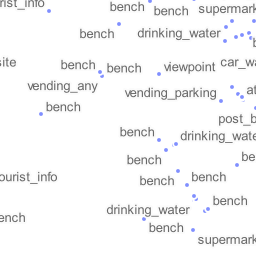 rist_info
bench
bench
supermark
bench
drinking_water
site
bench
bench
viewpoint
car_wa
vending_any
vending_parking
at
bench
post_b
bench
drinking_wate
bench
be
ourist_info
bench
bench
bench
drinking_water
ench
bench
supermark